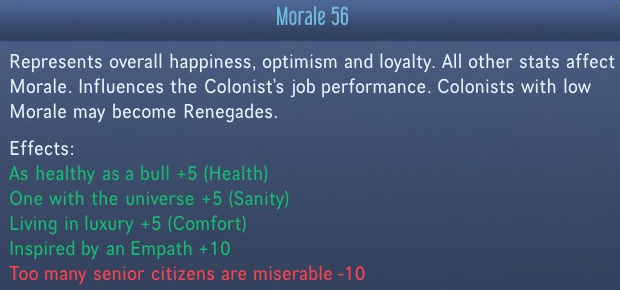 Morale 56
Represents overall happiness, optimism and loyalty. All other stats affect
Morale. Influences the Colonist's job performance. Colonists with low
Morale may become Renegades.
Effects:
As healthy as a bull +5 (Health)
One with the universe +5 (Sanity)
Living in luxury +5 (Comfort)
Inspired by an Empath +10
Too many senior citizens are miserable -10